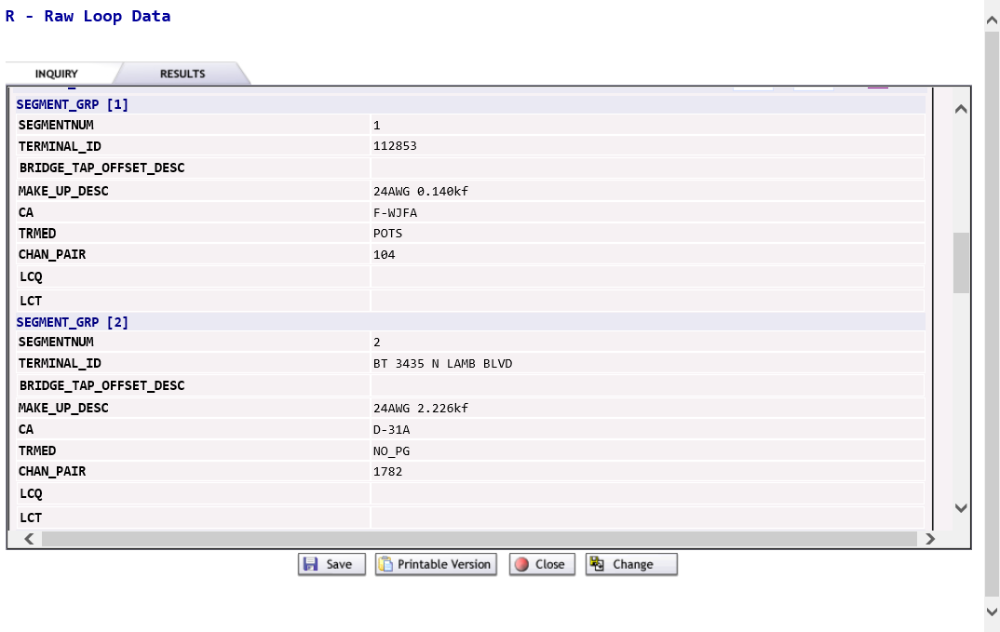 R - Raw Loop Data
INQUIRY RESULTS
SEGMENT_GRP [1]
SEGMENTNUM 1
TERMINAL_ID 112853
BRIDGE_TAP_OFFSET_DESC
MAKE_UP_DESC 24AWG 0.140kf
CA F-WJFA
TRMED POTS
CHAN_PAIR 104
LCQ
LCT
SEGMENT_GRP [2]
SEGMENTNUM 2
TERMINAL_ID BT 3435 N LAMB BLVD
BRIDGE_TAP_OFFSET_DESC
MAKE_UP_DESC 24AWG 2.226kf
CA D-31A
TRMED NO_PG
CHAN_PAIR 1782
LCQ
LCT
Save Printable Version Close Change